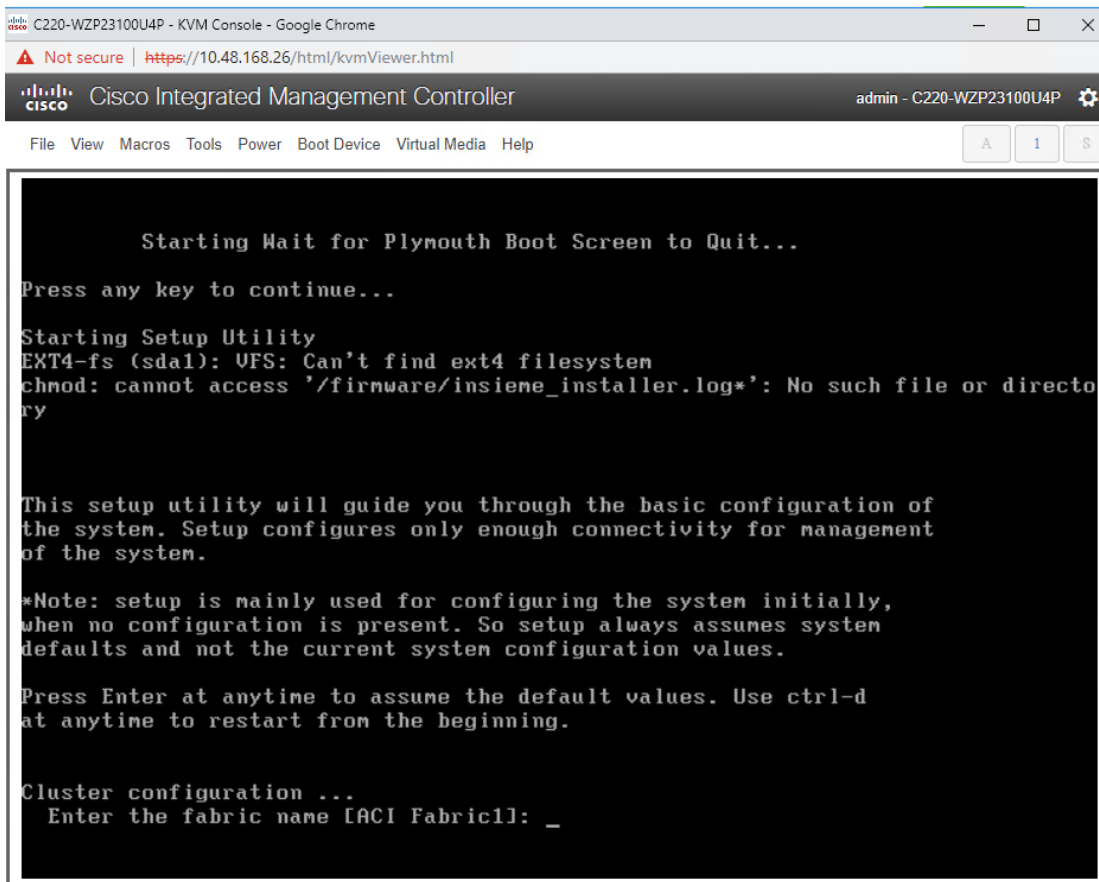 C220-WZP23100U4P - KVM Console - Google Chrome
Not secure | https://10.48.168.26/html/kvmViewer.html
cisco Cisco Integrated Management Controller admin - C220-WZP23100U4P
File View Macros Tools Power Boot Device Virtual Media Help A 1 S
Starting Wait for Plymouth Boot Screen to Quit...
Press any key to continue...
Starting Setup Utility
EXT4-fs (sda1): VFS: Can't find ext4 filesystem
chmod: cannot access '/firmware/insieme_installer.log*': No such file or directo
ry
This setup utility will guide you through the basic configuration of
the system. Setup configures only enough connectivity for management
of the system.
*Note: setup is mainly used for configuring the system initially,
when no configuration is present. So setup always assumes system
defaults and not the current system configuration values.
Press Enter at anytime to assume the default values. Use ctrl-d
at anytime to restart from the beginning.
Cluster configuration ...
Enter the fabric name [ACI Fabric1]: _